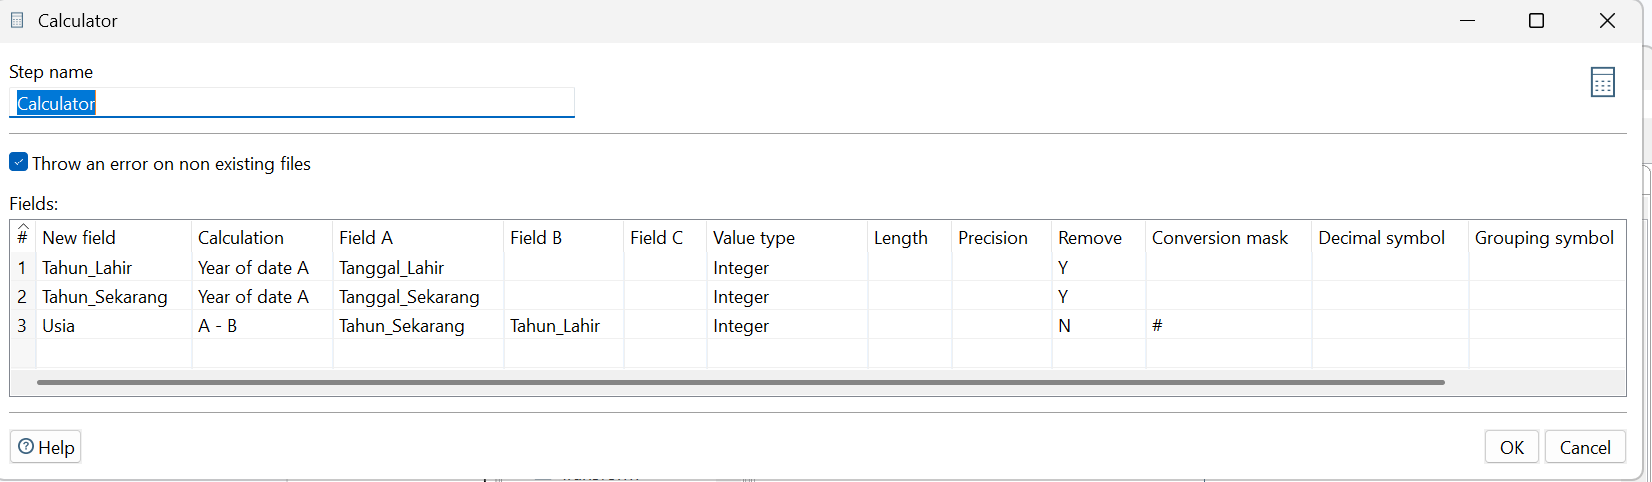 Calculator
Step name
Calculator
Throw an error on non existing files
Fields:
# New field Calculation Field A Field B Field C Value type Length Precision Remove Conversion mask Decimal symbol Grouping symbol
1 Tahun_Lahir Year of date A Tanggal_Lahir Integer Y
2 Tahun_Sekarang Year of date A Tanggal_Sekarang Integer Y
3 Usia A - B Tahun_Sekarang Tahun_Lahir Integer N #
Help OK Cancel